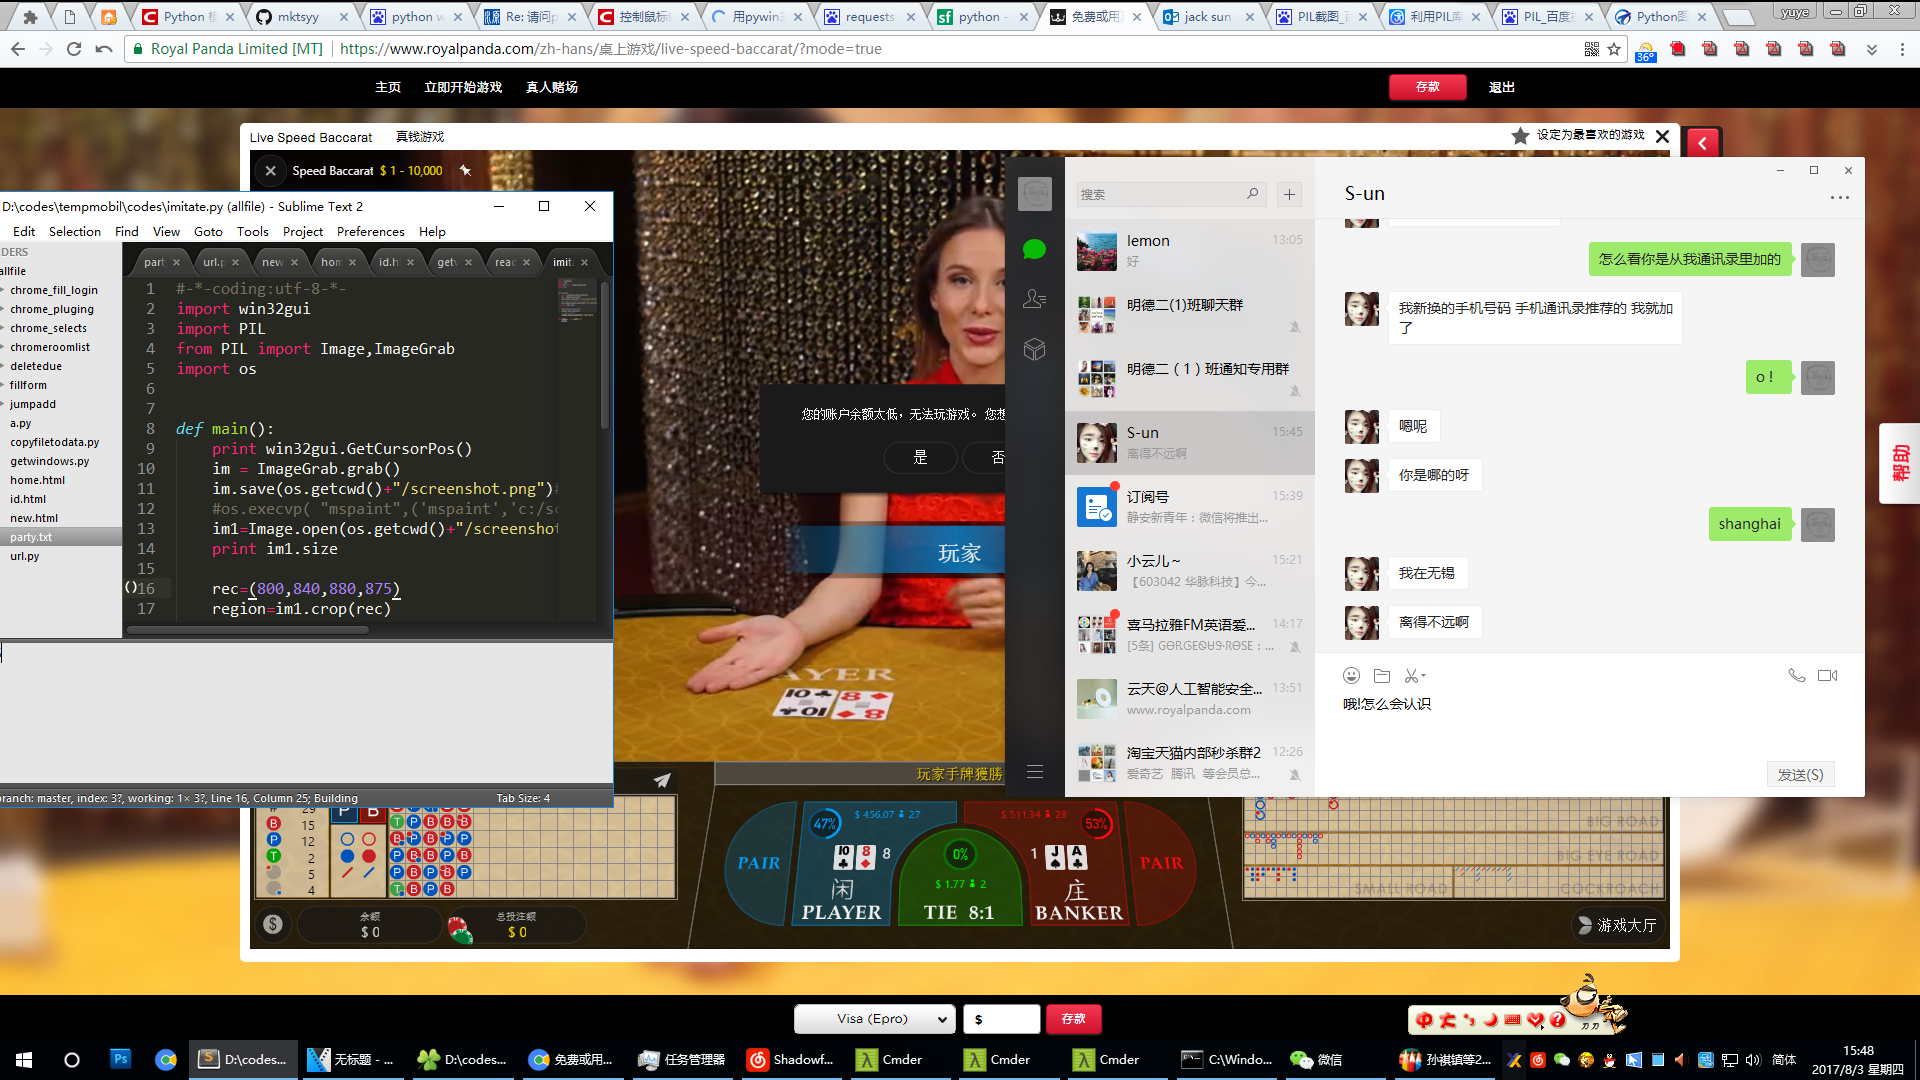 Python 模
mktsyy
python w
Re: 请问p
控制鼠标
用pywin3
requests
python -
免费或用
jack sun
PIL截图_
利用PIL库
PIL_百度
Python图
yuye
Royal Panda Limited [MT]
https://www.royalpanda.com/zh-hans/桌上游戏/live-speed-baccarat/?mode=true
36°
主页 立即开始游戏 真人赌场
存款 退出
Live Speed Baccarat 真钱游戏
设定为最喜欢的游戏
Speed Baccarat $ 1 - 10,000
D:\codes\tempmobil\codes\imitate.py (allfile) - Sublime Text 2
Edit Selection Find View Goto Tools Project Preferences Help
DERS
allfile
chrome_fill_login
chrome_pluging
chrome_selects
chromeroomlist
deletedue
fillform
jumpadd
a.py
copyfiletodata.py
getwindows.py
home.html
id.html
new.html
party.txt
url.py
part url.p new hom id.h get reac imit
1 #-*-coding:utf-8-*-
2 import win32gui
3 import PIL
4 from PIL import Image,ImageGrab
5 import os
6
7
8 def main():
9 print win32gui.GetCursorPos()
10 im = ImageGrab.grab()
11 im.save(os.getcwd()+"/screenshot.png")
12 #os.execvp( "mspaint",('mspaint','c:/sc
13 im1=Image.open(os.getcwd()+"/screenshot
14 print im1.size
15
16 rec=(800,840,880,875)
17 region=im1.crop(rec)
ranch: master, index: 3?, working: 1× 3?, Line 16, Column 25; Building
Tab Size: 4
您的账户余额太低，无法玩游戏。您想
是 否
玩家
AYER
玩家手牌獲勝
搜索
lemon 13:05
好
明德二(1)班聊天群
明德二（1）班通知专用群
S-un 15:45
离得不远啊
订阅号 15:39
静安新青年：微信将推出...
小云儿～ 15:21
【603042 华脉科技】今...
喜马拉雅FM英语爱... 14:17
[5条] GORGEOUS·ROSE：...
云天@人工智能安全... 13:51
www.royalpanda.com
淘宝天猫内部秒杀群2 12:26
爱奇艺 腾讯 等会员总...
S-un
怎么看你是从我通讯录里加的
我新换的手机号码 手机通讯录推荐的 我就加
了
o！
嗯呢
你是哪的呀
shanghai
我在无锡
离得不远啊
哦!怎么会认识
发送(S)
帮助
P B
B 15
P 12
T 2
5
4
T P B B B
P B B P P
P B B P B
P B B P P
T B P B
47% $ 456.07 27
$ 511.34 28 53%
PAIR
10 8 8
闲
PLAYER
0%
$ 1.77 2
TIE 8:1
1 J A
庄
BANKER
PAIR
BIG ROAD
BIG EYE ROAD
SMALL ROAD
COCKROACH
余额
$ 0
总投注额
$ 0
游戏大厅
Visa (Epro)
$
存款
中
Ps
D:\codes...
无标题 - ...
D:\codes...
免费或用...
任务管理器
Shadowf...
Cmder
Cmder
Cmder
C:\Windo...
微信
孙祺镇等2...
简体
15:48
2017/8/3 星期四